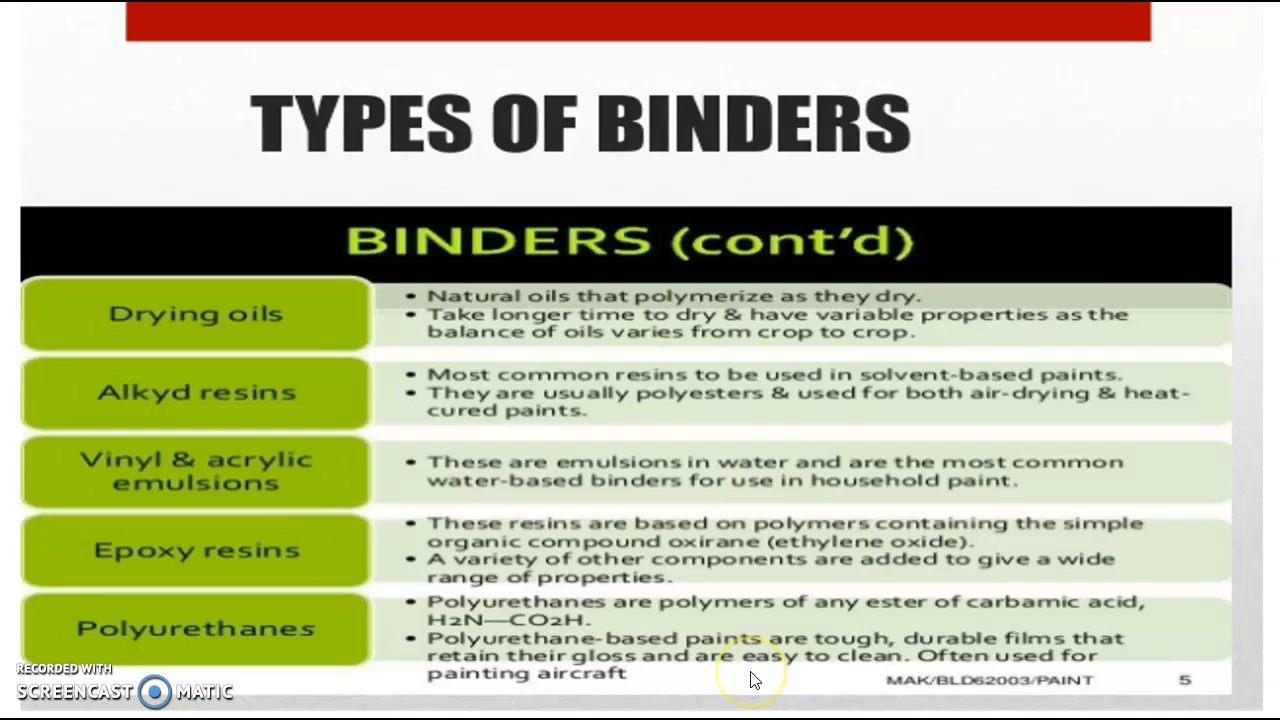 TYPES OF BINDERS
BINDERS (cont'd)
Drying oils
• Natural oils that polymerize as they dry.
• Take longer time to dry & have variable properties as the
balance of oils varies from crop to crop.
Alkyd resins
• Most common resins to be used in solvent-based paints.
• They are usually polyesters & used for both air-drying & heat-
cured paints.
Vinyl & acrylic
emulsions
• These are emulsions in water and are the most common
water-based binders for use in household paint.
Epoxy resins
• These resins are based on polymers containing the simple
organic compound oxirane (ethylene oxide).
• A variety of other components are added to give a wide
range of properties.
Polyurethanes
• Polyurethanes are polymers of any ester of carbamic acid,
H2N—CO2H.
• Polyurethane-based paints are tough, durable films that
retain their gloss and are easy to clean. Often used for
painting aircraft
MAK/BLD62003/PAINT 5
RECORDED WITH
SCREENCAST MATIC